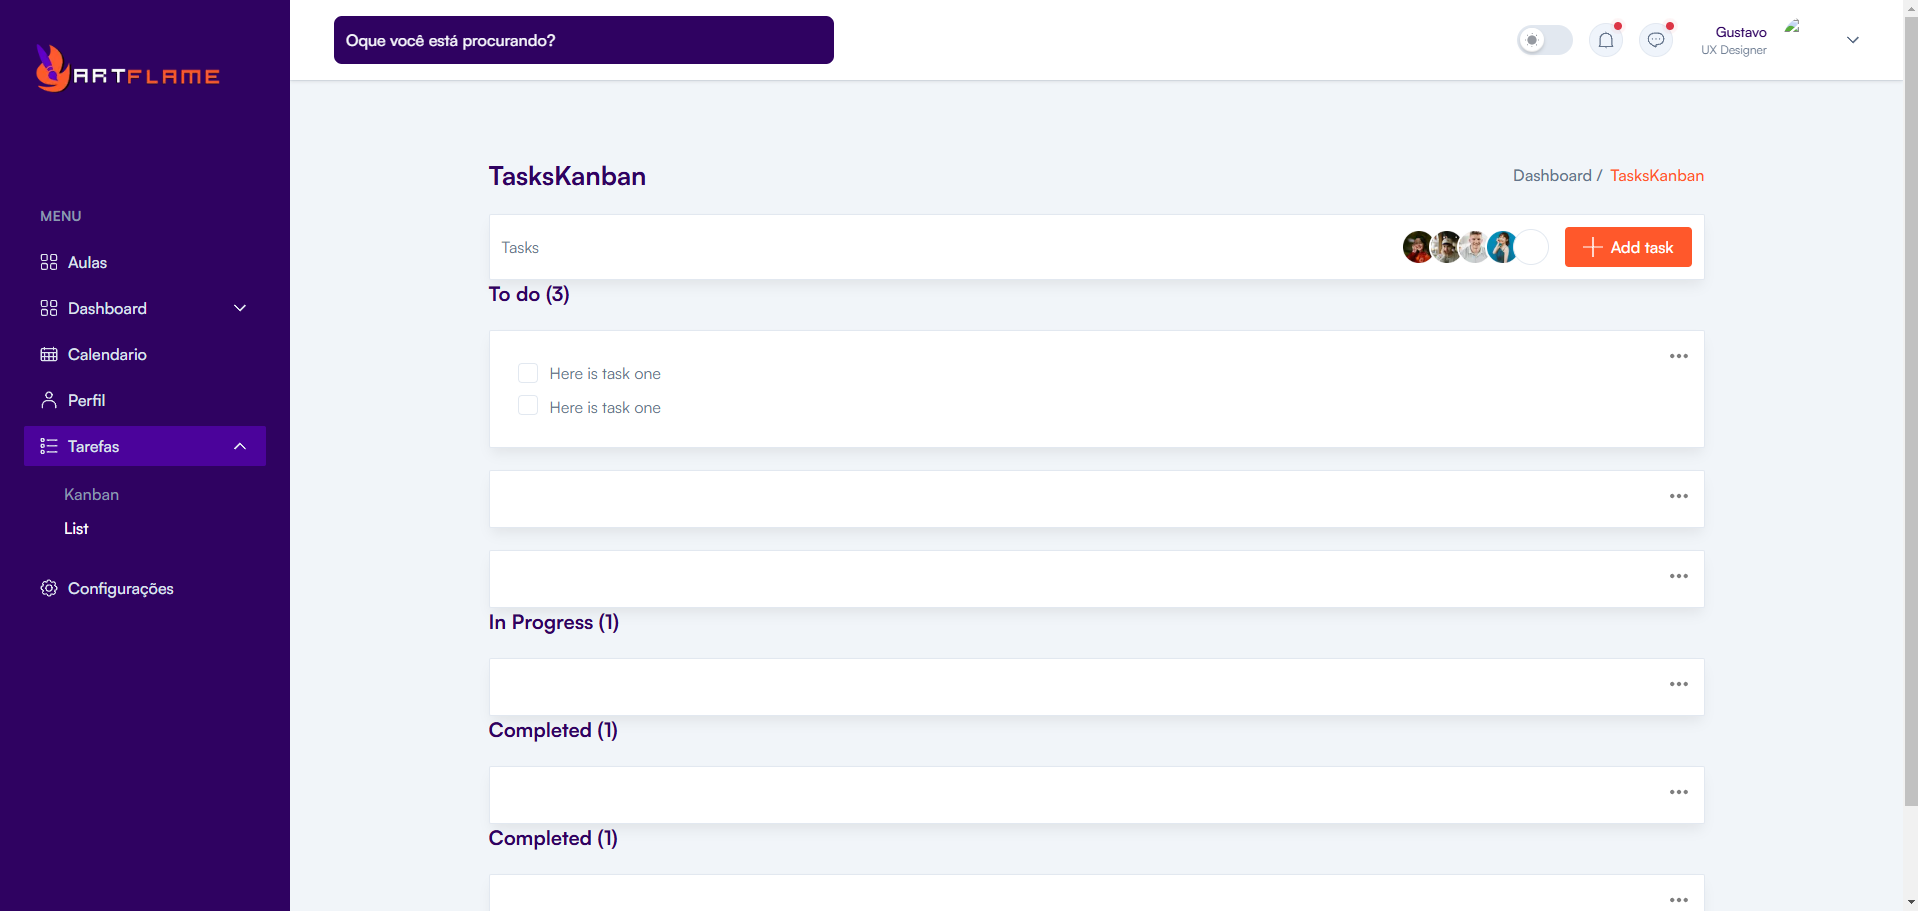 ARTFLAME
Oque você está procurando?
Gustavo
UX Designer
MENU
Aulas
Dashboard
Calendario
Perfil
Tarefas
Kanban
List
Configurações
TasksKanban
Dashboard / TasksKanban
Tasks
Add task
To do (3)
Here is task one
Here is task one
In Progress (1)
Completed (1)
Completed (1)